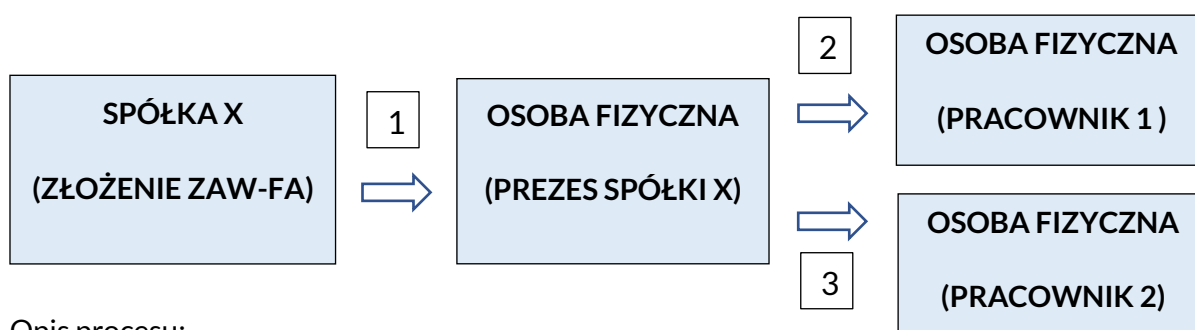 SPÓŁKA X
(ZŁOŻENIE ZAW-FA)
1
OSOBA FIZYCZNA
(PREZES SPÓŁKI X)
2
OSOBA FIZYCZNA
(PRACOWNIK 1 )
3
OSOBA FIZYCZNA
(PRACOWNIK 2)
Opis procesu: